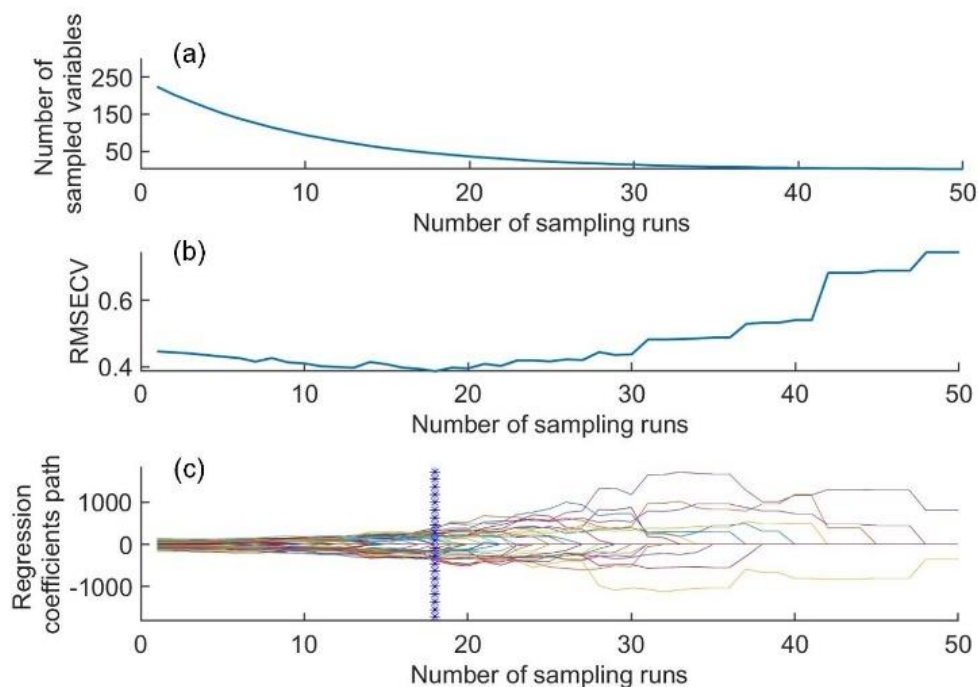 (a)
Number of
sampled variables
250
150
50
0 10 20 30 40 50
Number of sampling runs
(b)
RMSECV
0.6
0.4
0 10 20 30 40 50
Number of sampling runs
(c)
Regression
coefficients path
1000
0
-1000
0 10 20 30 40 50
Number of sampling runs